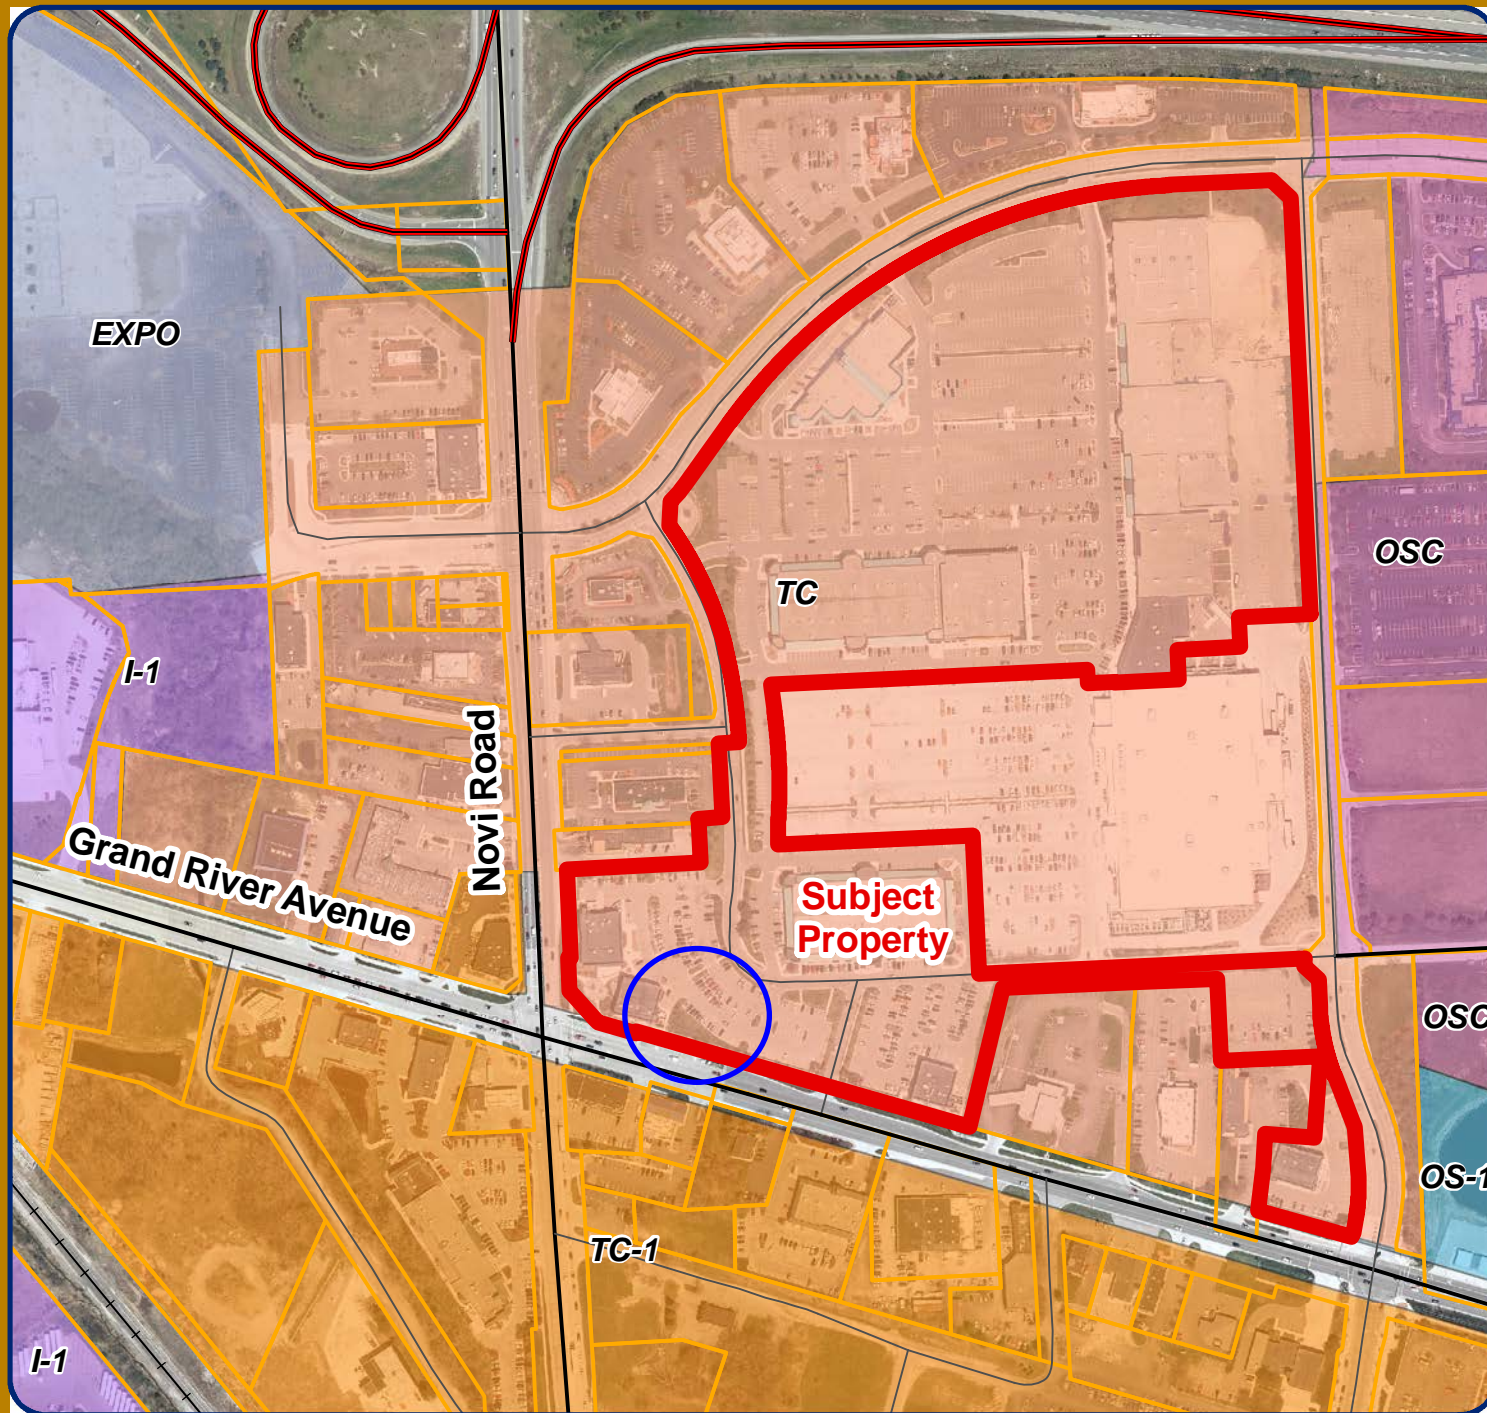 EXPO
OSC
TC
I-1
Novi Road
Grand River Avenue
Subject
Property
OSC
OS-1
TC-1
I-1